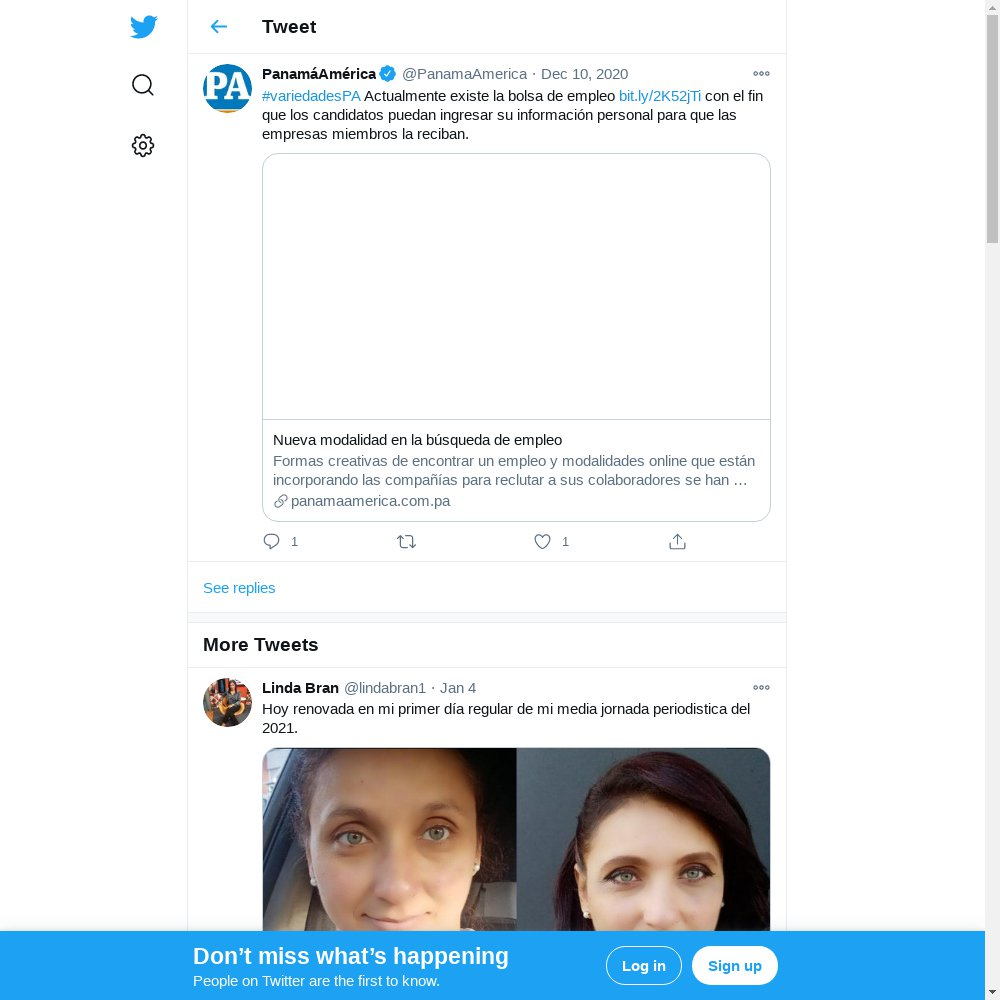 Tweet
PA
PanamáAmérica @PanamaAmerica · Dec 10, 2020
#variedadesPA Actualmente existe la bolsa de empleo bit.ly/2K52jTi con el fin
que los candidatos puedan ingresar su información personal para que las
empresas miembros la reciban.
Nueva modalidad en la búsqueda de empleo
Formas creativas de encontrar un empleo y modalidades online que están
incorporando las compañías para reclutar a sus colaboradores se han …
panamaamerica.com.pa
1 1
See replies
More Tweets
Linda Bran @lindabran1 · Jan 4
Hoy renovada en mi primer día regular de mi media jornada periodistica del
2021.
Don’t miss what’s happening
People on Twitter are the first to know.
Log in Sign up